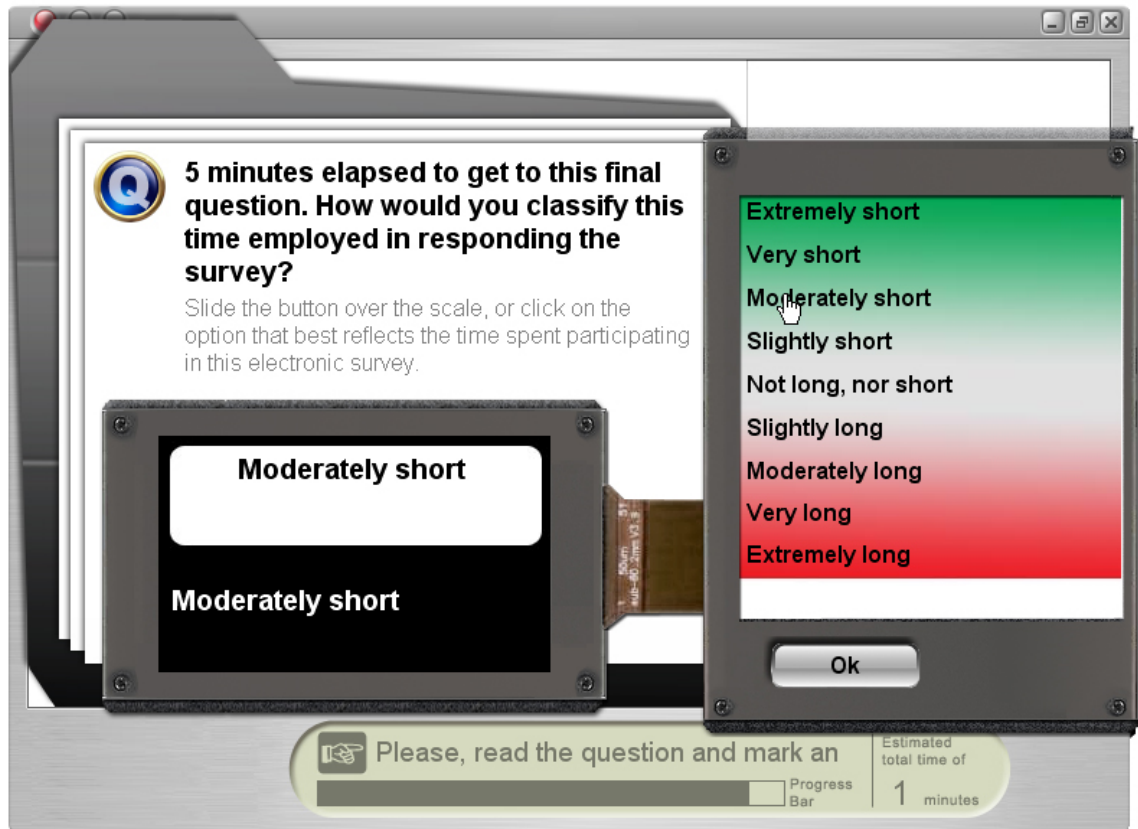 Q
5 minutes elapsed to get to this final
question. How would you classify this
time employed in responding the
survey?
Slide the button over the scale, or click on the
option that best reflects the time spent participating
in this electronic survey.
Moderately short
Moderately short
Extremely short
Very short
Moderately short
Slightly short
Not long, nor short
Slightly long
Moderately long
Very long
Extremely long
Ok
Please, read the question and mark an
Progress
Bar
Estimated
total time of
1 minutes